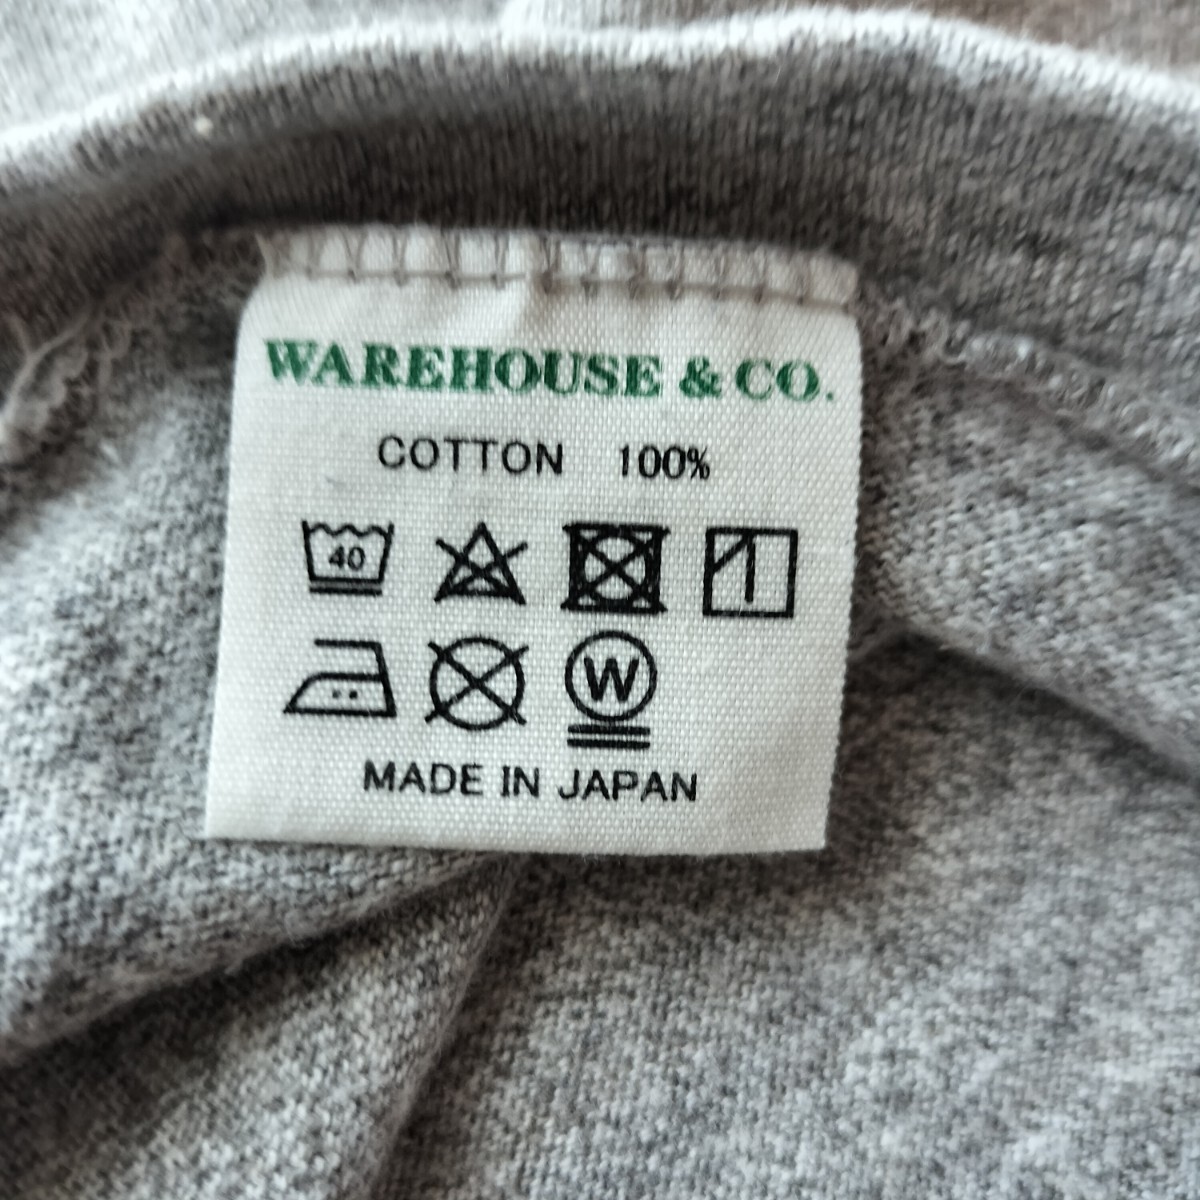 WAREHOUSE & CO.
COTTON 100%
40
W
MADE IN JAPAN